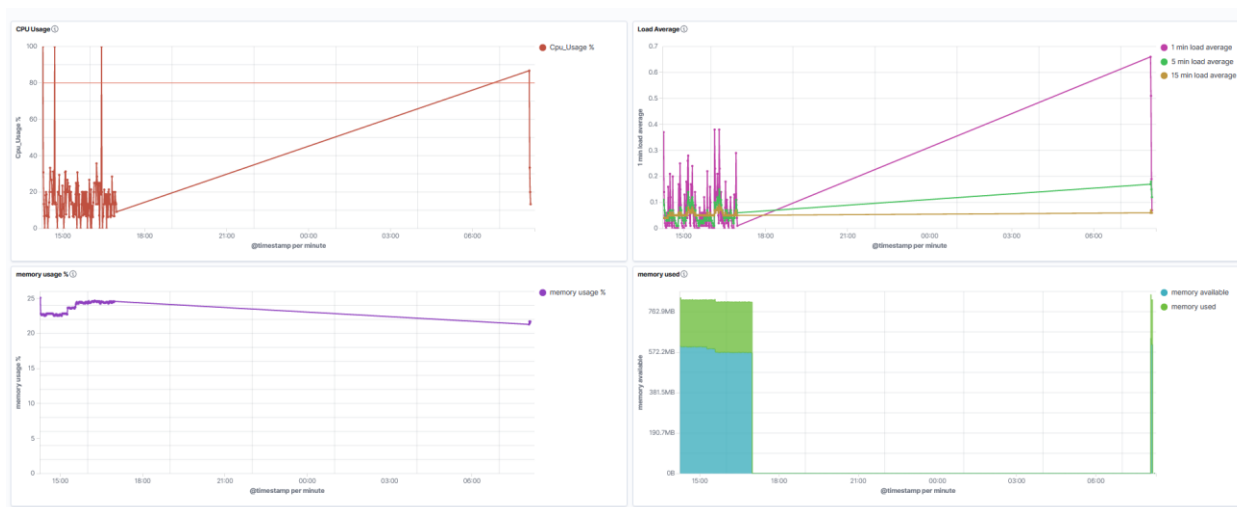 CPU Usage
100
80
60
40
20
0
Cpu_Usage %
15:00 18:00 21:00 00:00 03:00 06:00
@timestamp per minute
Cpu_Usage %
Load Average
0.7
0.6
0.5
0.4
0.3
0.2
0.1
0
1 min load average
15:00 18:00 21:00 00:00 03:00 06:00
@timestamp per minute
1 min load average
5 min load average
15 min load average
memory usage %
25
20
15
10
5
0
memory usage %
15:00 18:00 21:00 00:00 03:00 06:00
@timestamp per minute
memory usage %
memory used
762.9MB
572.2MB
381.5MB
190.7MB
0B
memory available
15:00 18:00 21:00 00:00 03:00 06:00
@timestamp per minute
memory available
memory used